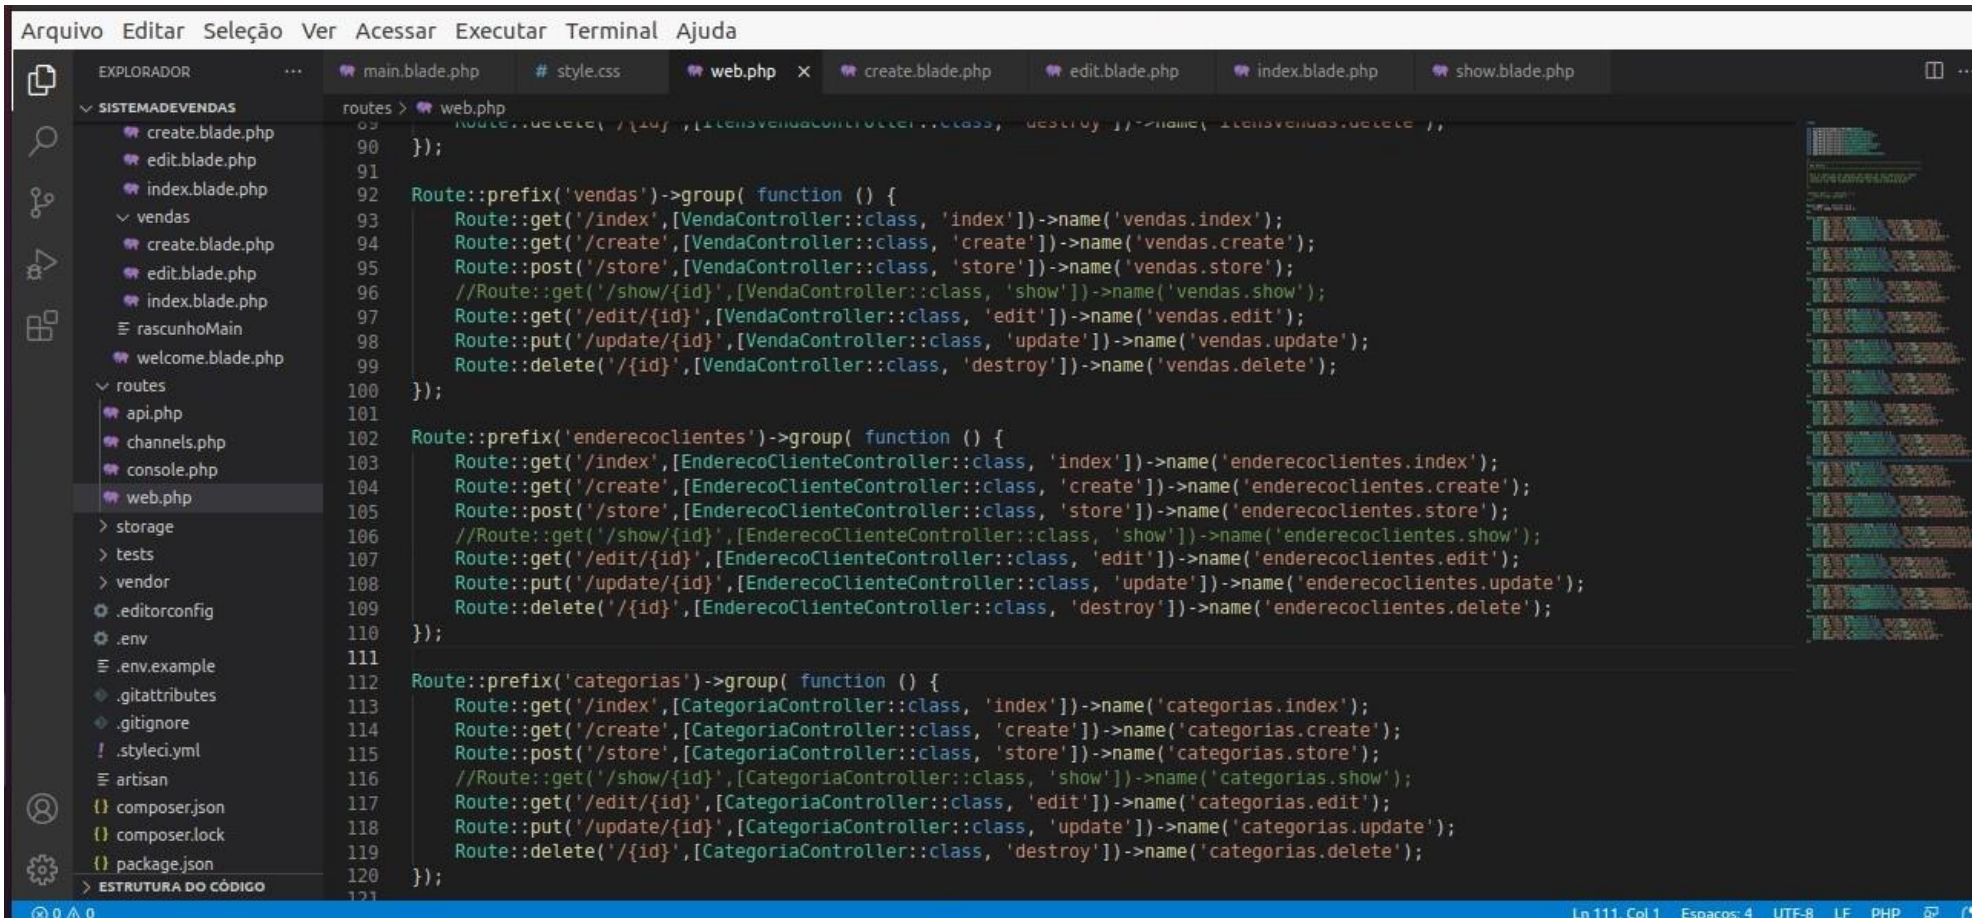 Arquivo Editar Seleção Ver Acessar Executar Terminal Ajuda
EXPLORADOR ...
main.blade.php # style.css web.php × create.blade.php edit.blade.php index.blade.php show.blade.php
SISTEMADEVENDAS
create.blade.php
edit.blade.php
index.blade.php
vendas
create.blade.php
edit.blade.php
index.blade.php
rascunhoMain
welcome.blade.php
routes
api.php
channels.php
console.php
web.php
storage
tests
vendor
.editorconfig
.env
.env.example
.gitattributes
.gitignore
! .styleci.yml
artisan
{} composer.json
{} composer.lock
{} package.json
ESTRUTURA DO CÓDIGO
routes > web.php
89 Route::delete('/{id}',[ItensVendaController::class, 'destroy'])->name('itensvendas.delete');
90 });
91
92 Route::prefix('vendas')->group( function () {
93 Route::get('/index',[VendaController::class, 'index'])->name('vendas.index');
94 Route::get('/create',[VendaController::class, 'create'])->name('vendas.create');
95 Route::post('/store',[VendaController::class, 'store'])->name('vendas.store');
96 //Route::get('/show/{id}',[VendaController::class, 'show'])->name('vendas.show');
97 Route::get('/edit/{id}',[VendaController::class, 'edit'])->name('vendas.edit');
98 Route::put('/update/{id}',[VendaController::class, 'update'])->name('vendas.update');
99 Route::delete('/{id}',[VendaController::class, 'destroy'])->name('vendas.delete');
100 });
101
102 Route::prefix('enderecoclientes')->group( function () {
103 Route::get('/index',[EnderecoClienteController::class, 'index'])->name('enderecoclientes.index');
104 Route::get('/create',[EnderecoClienteController::class, 'create'])->name('enderecoclientes.create');
105 Route::post('/store',[EnderecoClienteController::class, 'store'])->name('enderecoclientes.store');
106 //Route::get('/show/{id}',[EnderecoClienteController::class, 'show'])->name('enderecoclientes.show');
107 Route::get('/edit/{id}',[EnderecoClienteController::class, 'edit'])->name('enderecoclientes.edit');
108 Route::put('/update/{id}',[EnderecoClienteController::class, 'update'])->name('enderecoclientes.update');
109 Route::delete('/{id}',[EnderecoClienteController::class, 'destroy'])->name('enderecoclientes.delete');
110 });
111
112 Route::prefix('categorias')->group( function () {
113 Route::get('/index',[CategoriaController::class, 'index'])->name('categorias.index');
114 Route::get('/create',[CategoriaController::class, 'create'])->name('categorias.create');
115 Route::post('/store',[CategoriaController::class, 'store'])->name('categorias.store');
116 //Route::get('/show/{id}',[CategoriaController::class, 'show'])->name('categorias.show');
117 Route::get('/edit/{id}',[CategoriaController::class, 'edit'])->name('categorias.edit');
118 Route::put('/update/{id}',[CategoriaController::class, 'update'])->name('categorias.update');
119 Route::delete('/{id}',[CategoriaController::class, 'destroy'])->name('categorias.delete');
120 });
121
0 0 Ln 111, Col 1 Espaços: 4 UTF-8 LF PHP